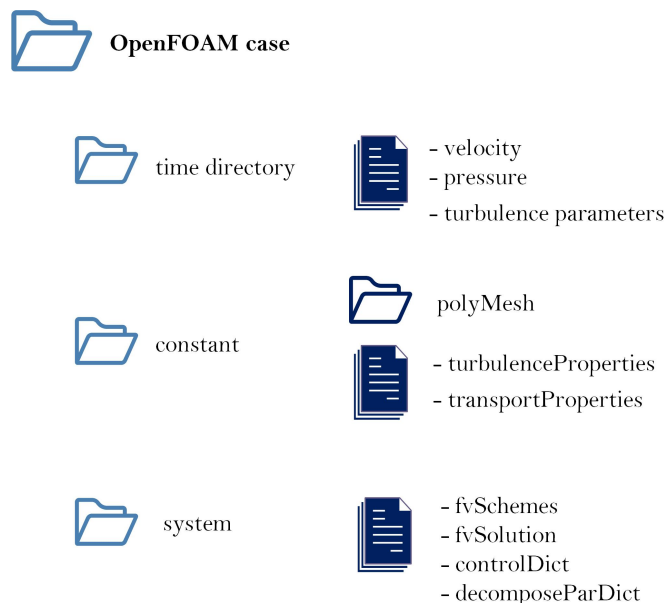 OpenFOAM case
time directory
- velocity
- pressure
- turbulence parameters
constant
polyMesh
- turbulenceProperties
- transportProperties
system
- fvSchemes
- fvSolution
- controlDict
- decomposeParDict